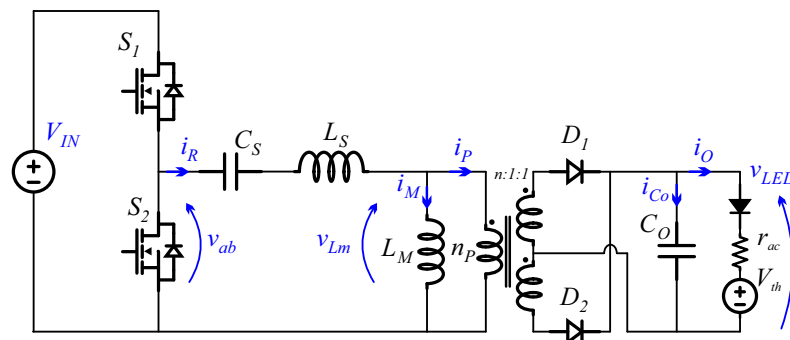 S1
VIN
iR
CS
LS
iP
n:1:1
D1
iO
vLED
iM
iCo
S2
vab
vLm
LM
nP
CO
rac
Vth
D2